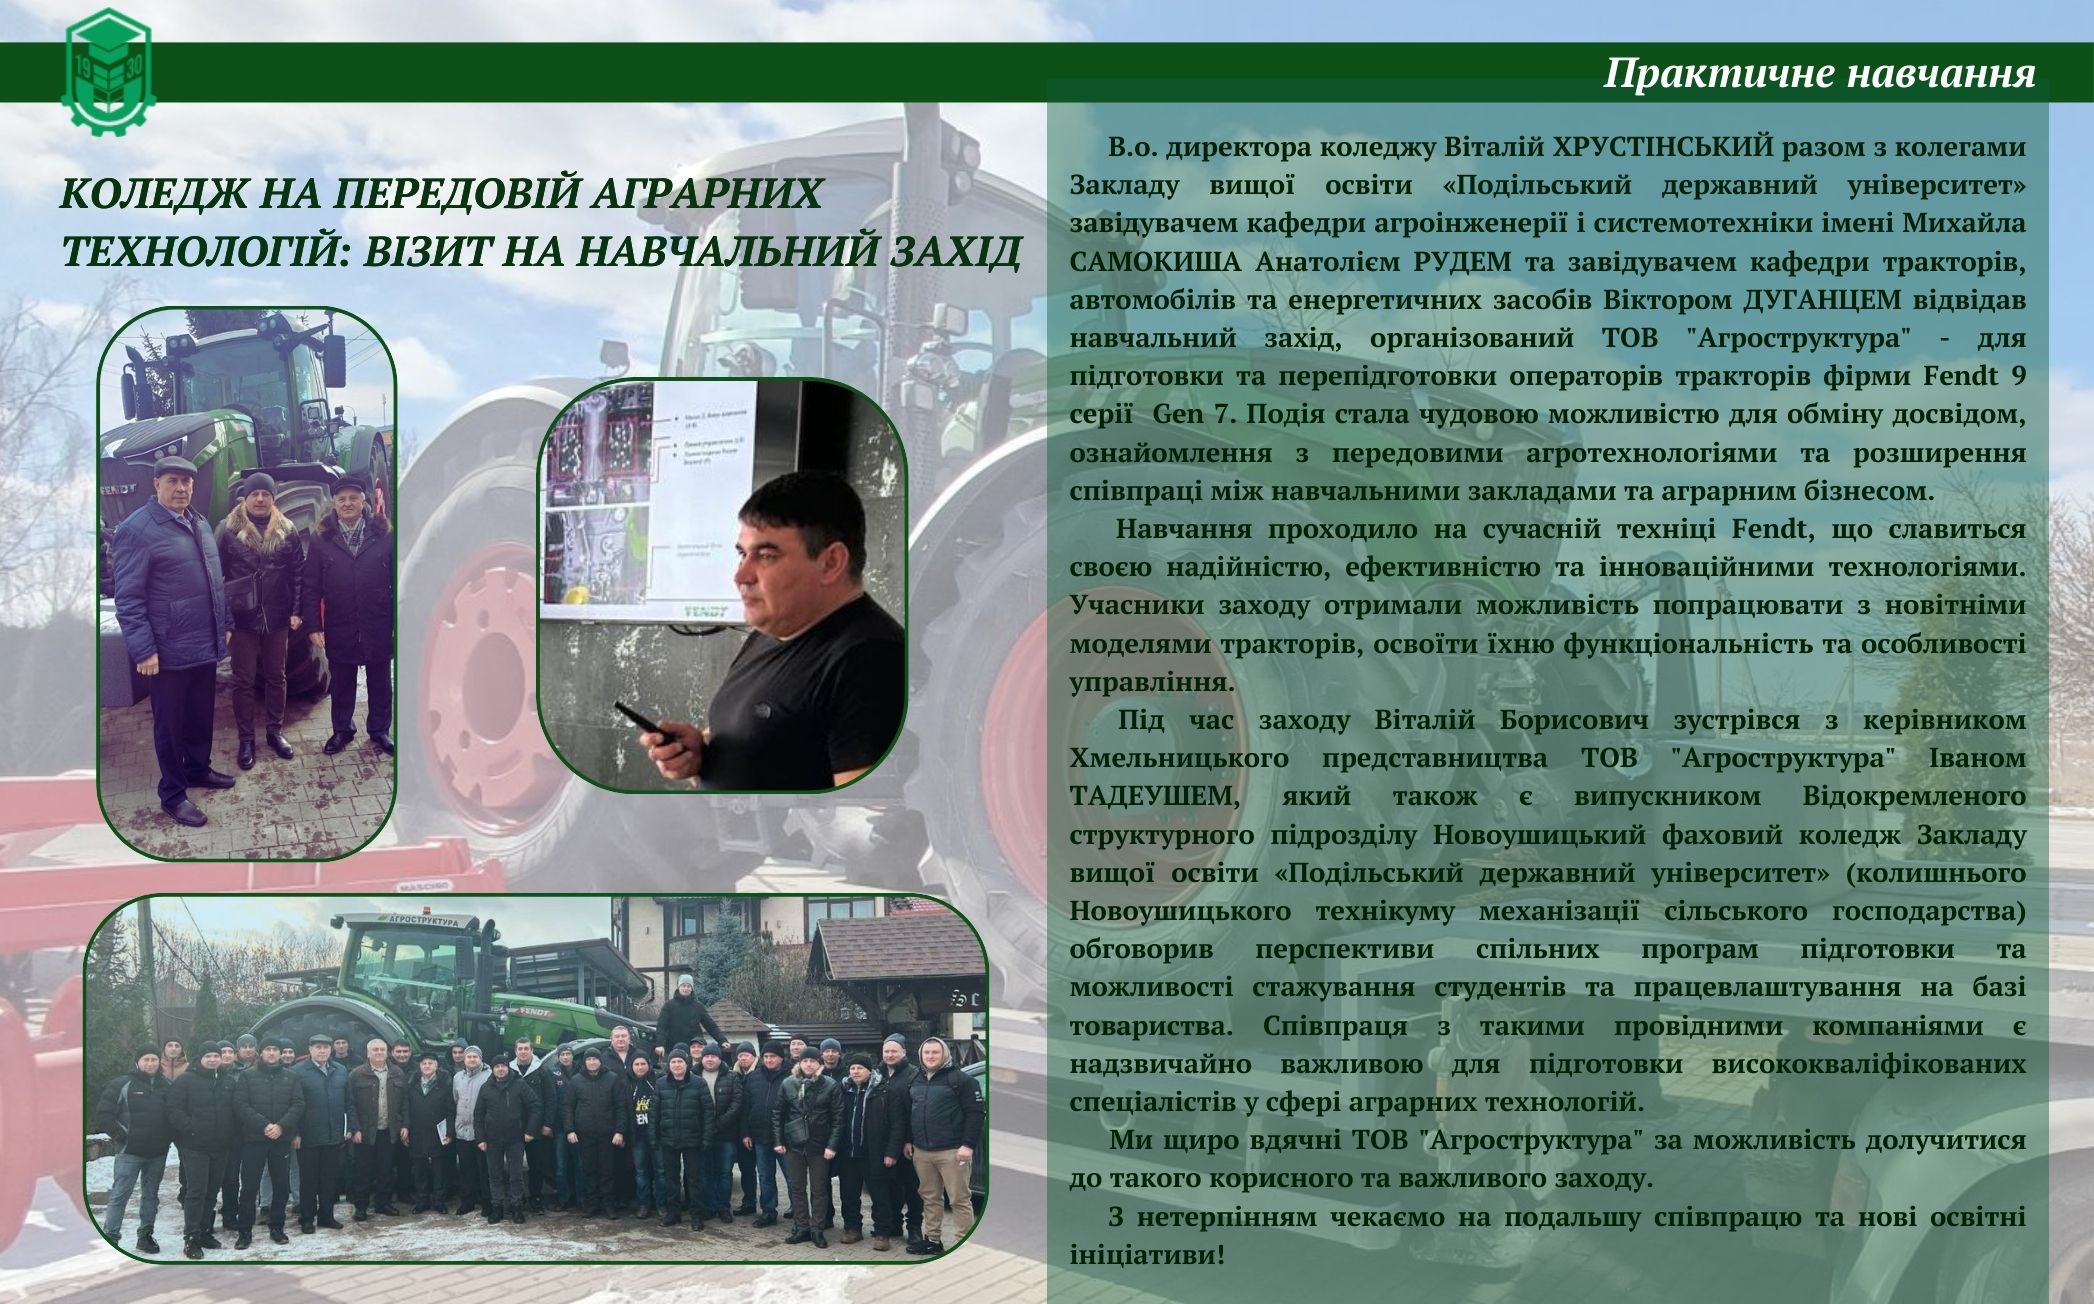 19 30
Практичне навчання
КОЛЕДЖ НА ПЕРЕДОВІЙ АГРАРНИХ
ТЕХНОЛОГІЙ: ВІЗИТ НА НАВЧАЛЬНИЙ ЗАХІД
FENDT
FENDT
MASCHIO
АГРОСТРУКТУРА
FENDT
В.о. директора коледжу Віталій ХРУСТІНСЬКИЙ разом з колегами
Закладу вищої освіти «Подільський державний університет»
завідувачем кафедри агроінженерії і системотехніки імені Михайла
САМОКИША Анатолієм РУДЕМ та завідувачем кафедри тракторів,
автомобілів та енергетичних засобів Віктором ДУГАНЦЕМ відвідав
навчальний захід, організований ТОВ "Агроструктура" - для
підготовки та перепідготовки операторів тракторів фірми Fendt 9
серії Gen 7. Подія стала чудовою можливістю для обміну досвідом,
ознайомлення з передовими агротехнологіями та розширення
співпраці між навчальними закладами та аграрним бізнесом.
Навчання проходило на сучасній техніці Fendt, що славиться
своєю надійністю, ефективністю та інноваційними технологіями.
Учасники заходу отримали можливість попрацювати з новітніми
моделями тракторів, освоїти їхню функціональність та особливості
управління.
Під час заходу Віталій Борисович зустрівся з керівником
Хмельницького представництва ТОВ "Агроструктура" Іваном
ТАДЕУШЕМ, який також є випускником Відокремленого
структурного підрозділу Новоушицький фаховий коледж Закладу
вищої освіти «Подільський державний університет» (колишнього
Новоушицького технікуму механізації сільського господарства)
обговорив перспективи спільних програм підготовки та
можливості стажування студентів та працевлаштування на базі
товариства. Співпраця з такими провідними компаніями є
надзвичайно важливою для підготовки висококваліфікованих
спеціалістів у сфері аграрних технологій.
Ми щиро вдячні ТОВ "Агроструктура" за можливість долучитися
до такого корисного та важливого заходу.
З нетерпінням чекаємо на подальшу співпрацю та нові освітні
ініціативи!